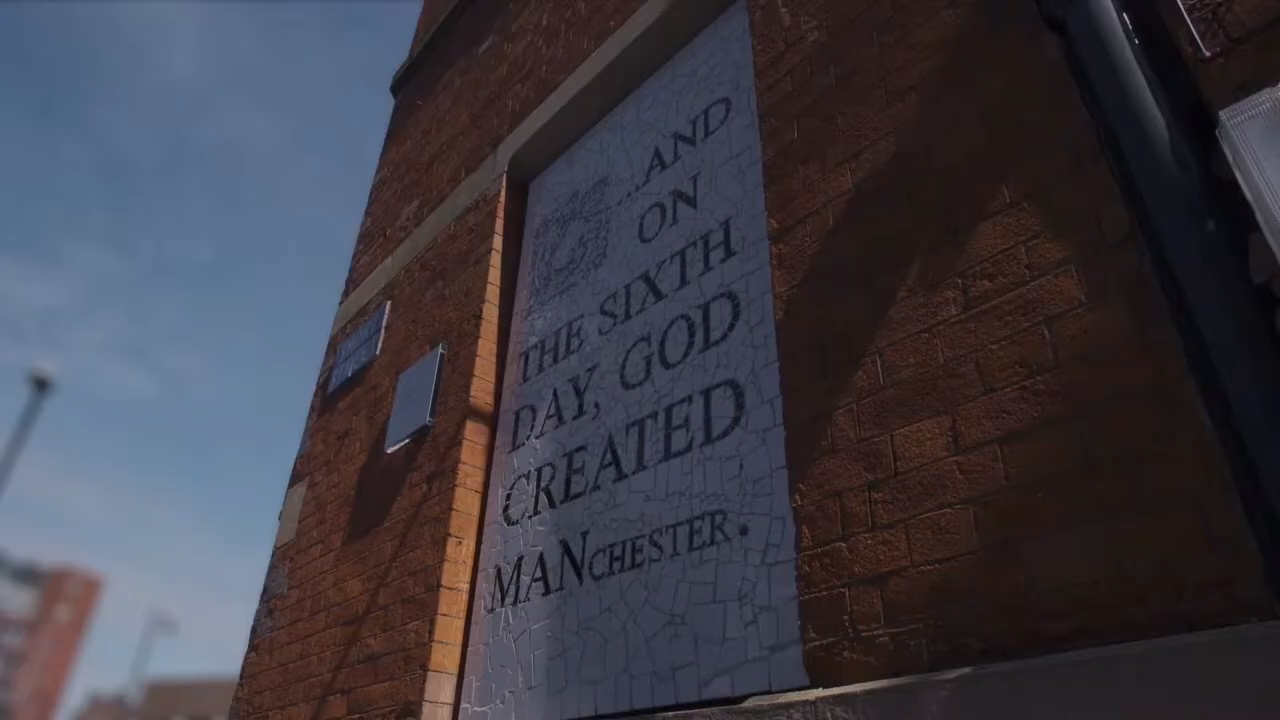 ...AND
ON
THE SIXTH
DAY, GOD
CREATED
MANCHESTER.